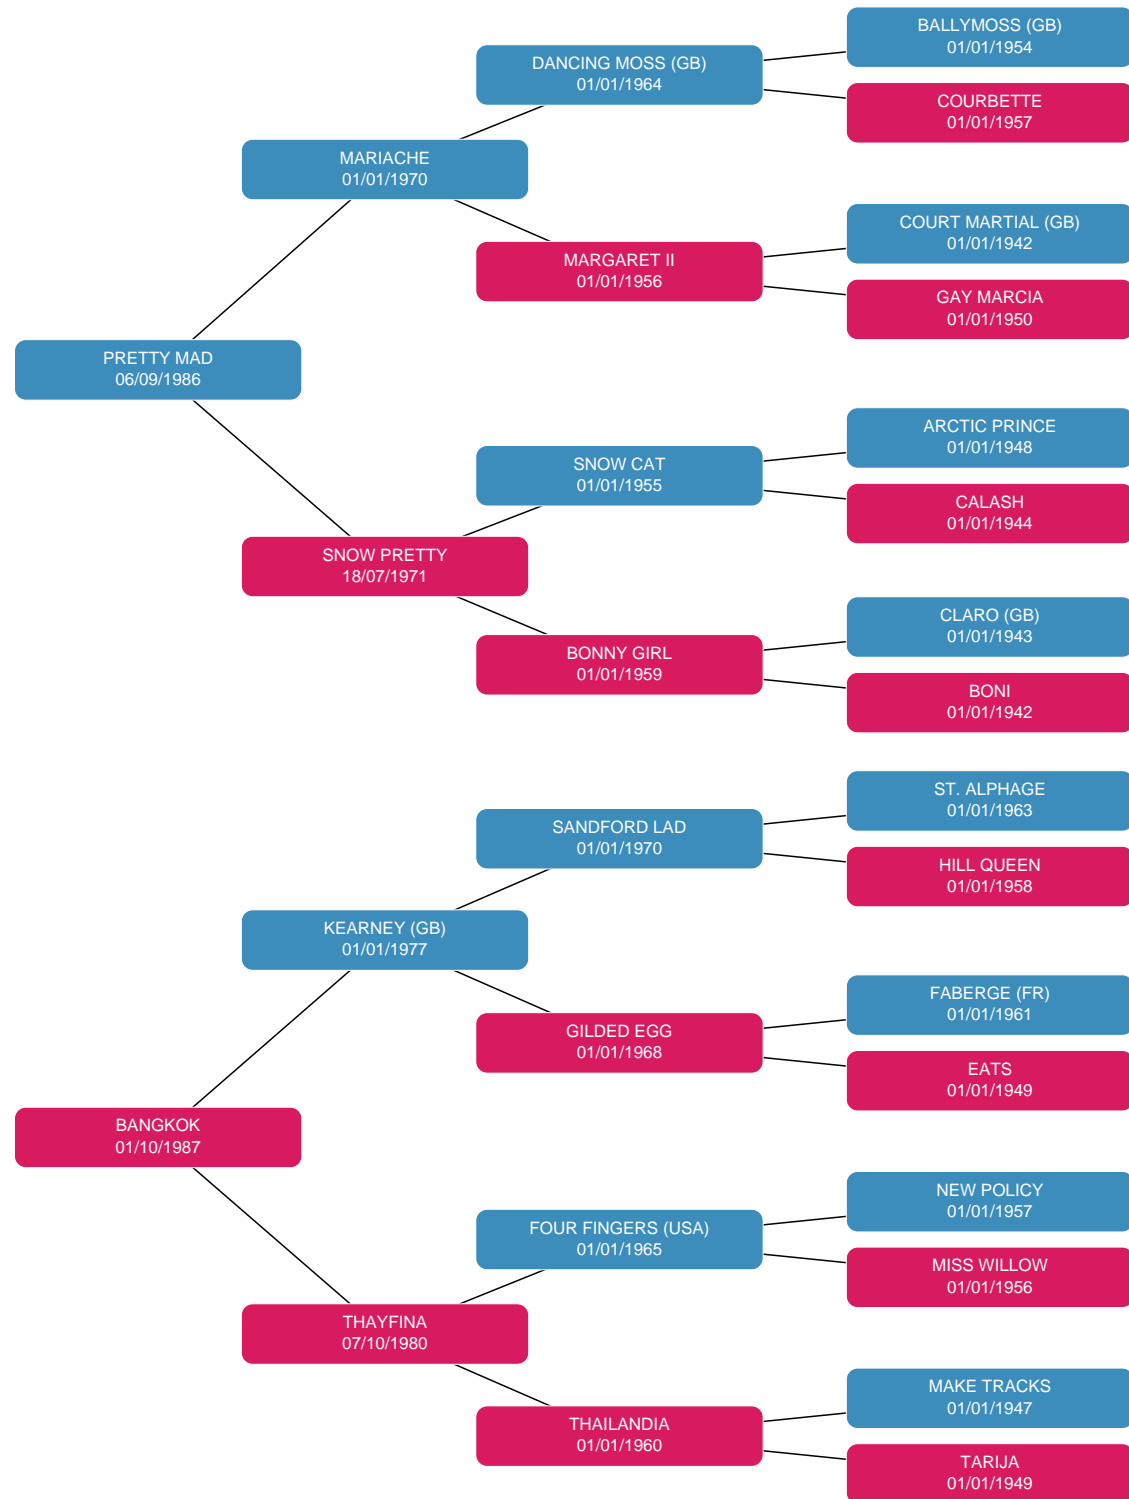 BALLYMOSS (GB)
01/01/1954
DANCING MOSS (GB)
01/01/1964
COURBETTE
01/01/1957
MARIACHE
01/01/1970
COURT MARTIAL (GB)
01/01/1942
MARGARET II
01/01/1956
GAY MARCIA
01/01/1950
PRETTY MAD
06/09/1986
ARCTIC PRINCE
01/01/1948
SNOW CAT
01/01/1955
CALASH
01/01/1944
SNOW PRETTY
18/07/1971
CLARO (GB)
01/01/1943
BONNY GIRL
01/01/1959
BONI
01/01/1942
ST. ALPHAGE
01/01/1963
SANDFORD LAD
01/01/1970
HILL QUEEN
01/01/1958
KEARNEY (GB)
01/01/1977
FABERGE (FR)
01/01/1961
GILDED EGG
01/01/1968
EATS
01/01/1949
BANGKOK
01/10/1987
NEW POLICY
01/01/1957
FOUR FINGERS (USA)
01/01/1965
MISS WILLOW
01/01/1956
THAYFINA
07/10/1980
MAKE TRACKS
01/01/1947
THAILANDIA
01/01/1960
TARIJA
01/01/1949